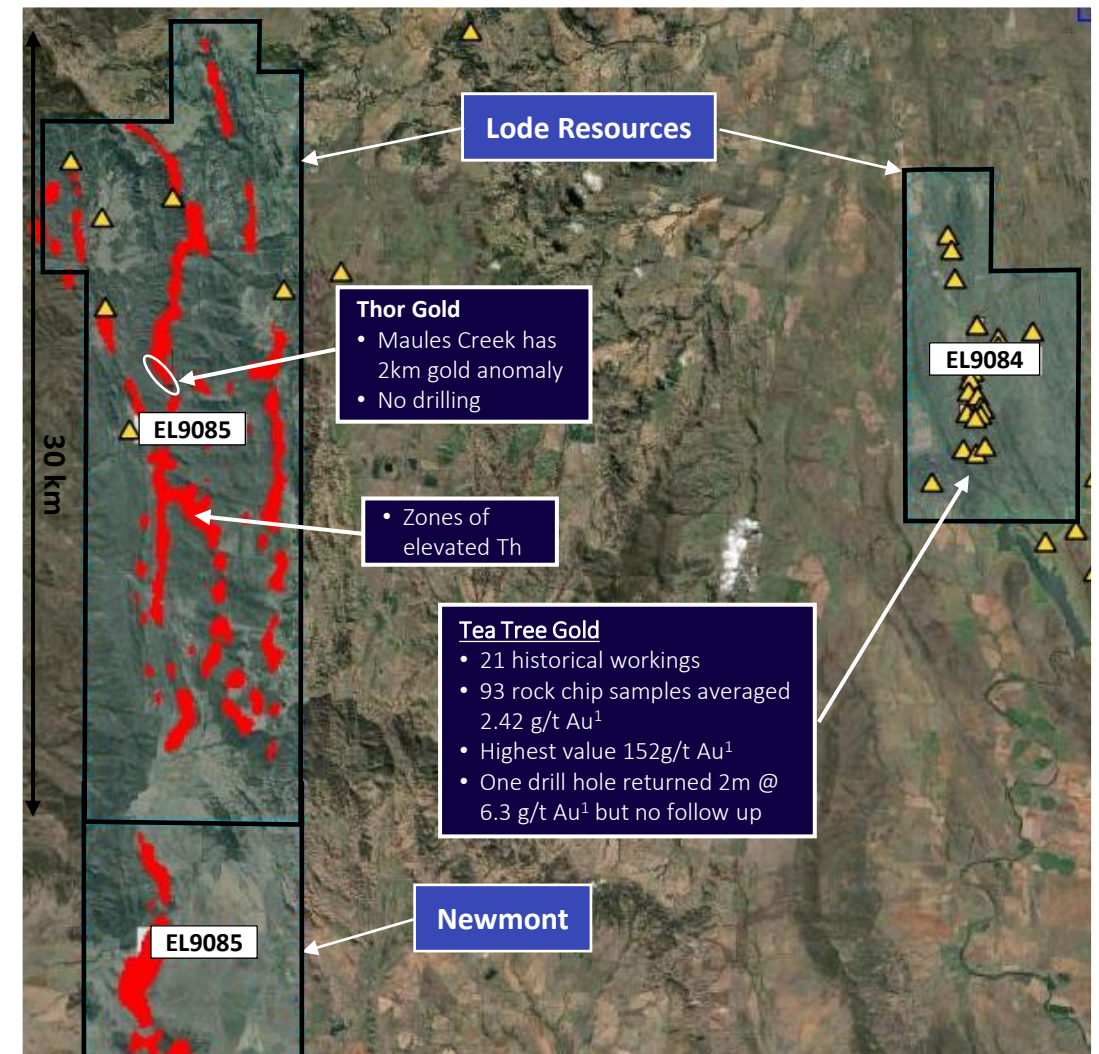 Lode Resources
Thor Gold
• Maules Creek has
2km gold anomaly
• No drilling
EL9084
EL9085
30 km
• Zones of
elevated Th
Tea Tree Gold
• 21 historical workings
• 93 rock chip samples averaged
2.42 g/t Au¹
• Highest value 152g/t Au¹
• One drill hole returned 2m @
6.3 g/t Au¹ but no follow up
Newmont
EL9085